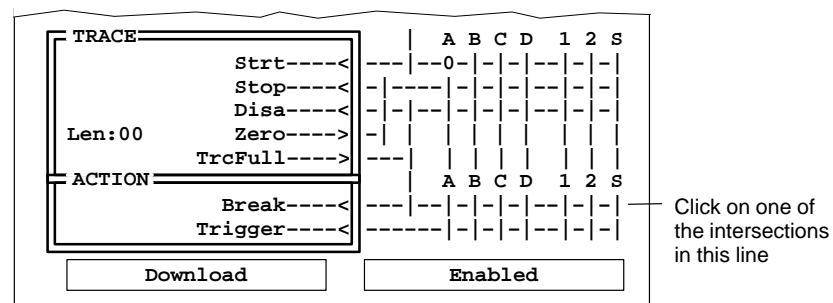 TRACE | A B C D 1 2 S
Strt----< ---|--0-|-|-|--|-|-|
Stop----< -|----|-|-|-|--|-|-|
Disa----< -|-|--|-|-|-|--|-|-|
Len:00 Zero----> -| | | | | | | | |
TrcFull----> ---| | | | | | | |
ACTION | A B C D 1 2 S
Break----< ---|--|-|-|-|--|-|-|
Trigger----< ------|-|-|-|--|-|-|
Click on one of
the intersections
in this line
Download Enabled